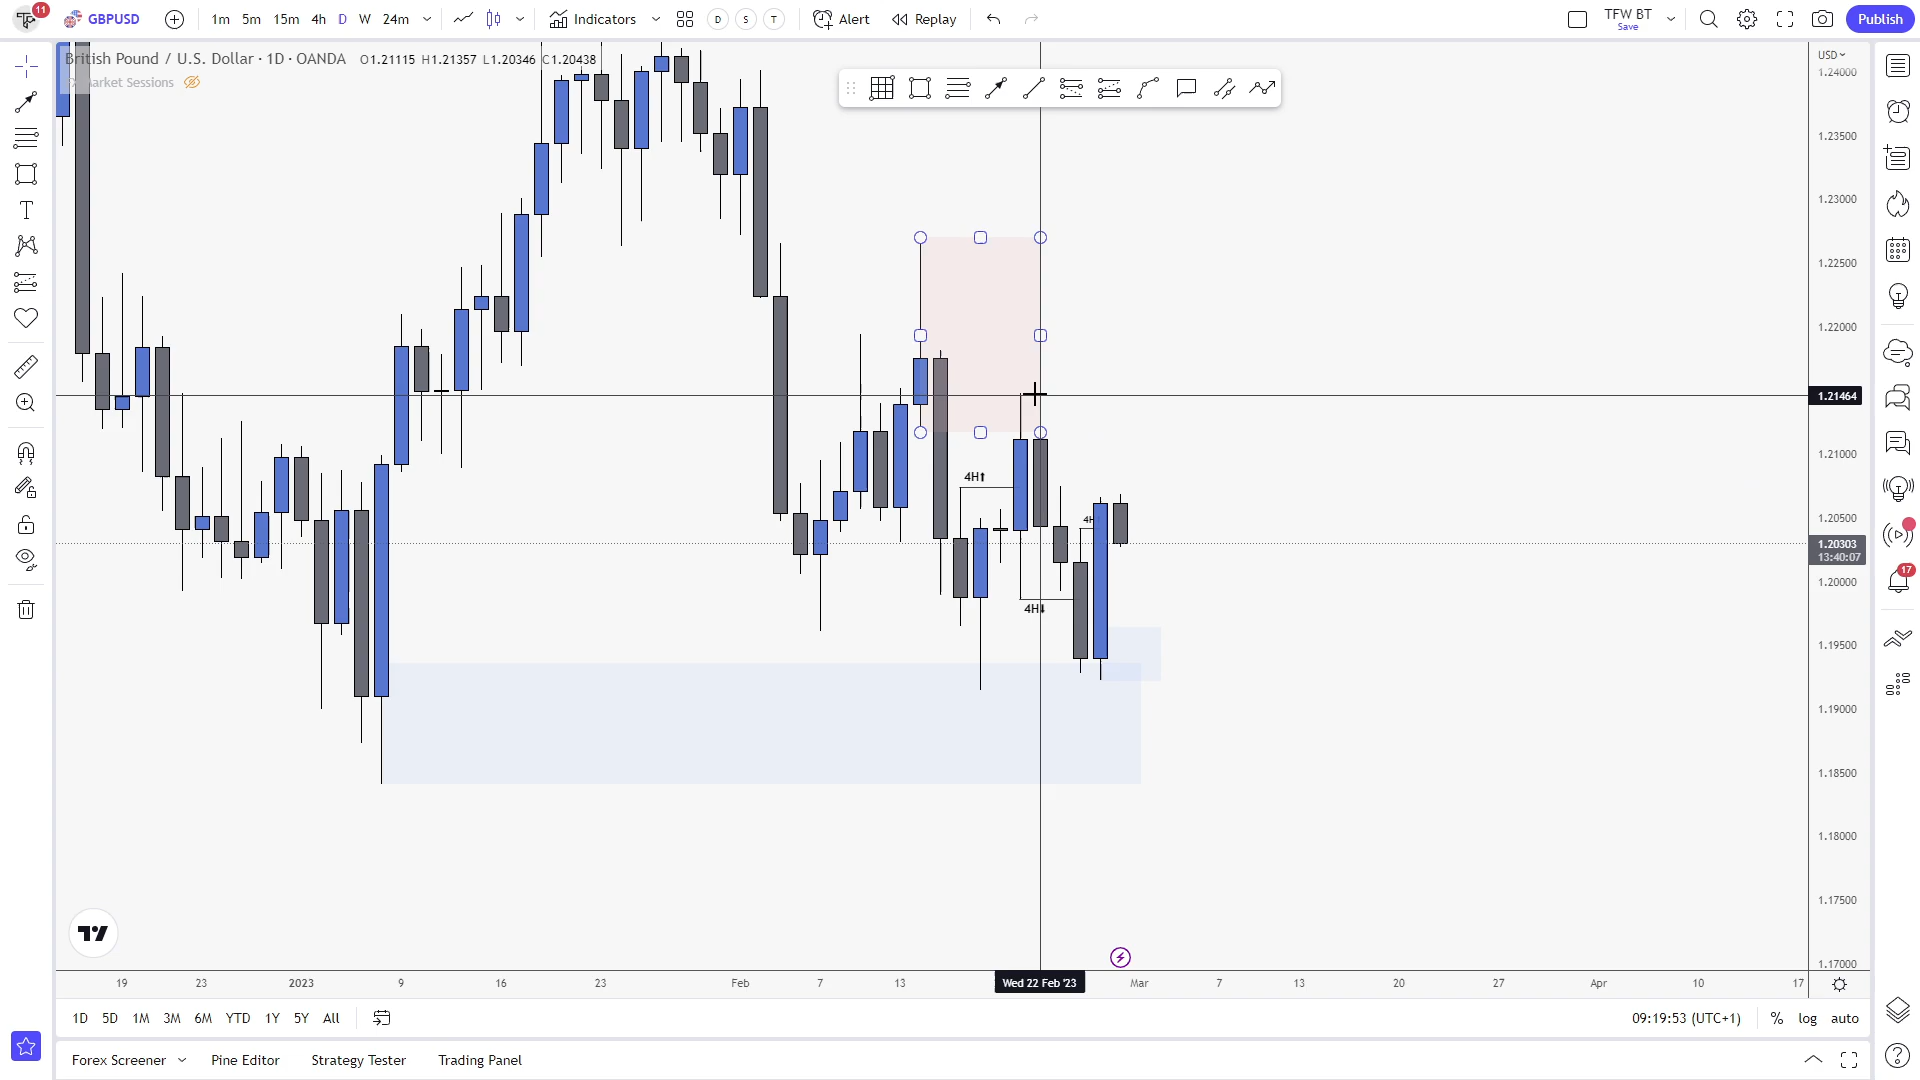 11
GBPUSD
1m 5m 15m 4h D W 24m
Indicators
D S T
Alert
Replay
TFW BT
Save
Publish
British Pound / U.S. Dollar · 1D · OANDA O1.21115 H1.21357 L1.20346 C1.20438
Market Sessions
USD
1.24000
1.23500
1.23000
1.22500
1.22000
1.21464
1.21000
1.20500
1.20303
13:40:07
1.20000
1.19500
1.19000
1.18500
1.18000
1.17500
1.17000
4H
4H
4H
17
19 23 2023 9 16 23 Feb 7 13 Wed 22 Feb '23 Mar 7 13 20 27 Apr 10 17
1D 5D 1M 3M 6M YTD 1Y 5Y All
09:19:53 (UTC+1) % log auto
Forex Screener Pine Editor Strategy Tester Trading Panel